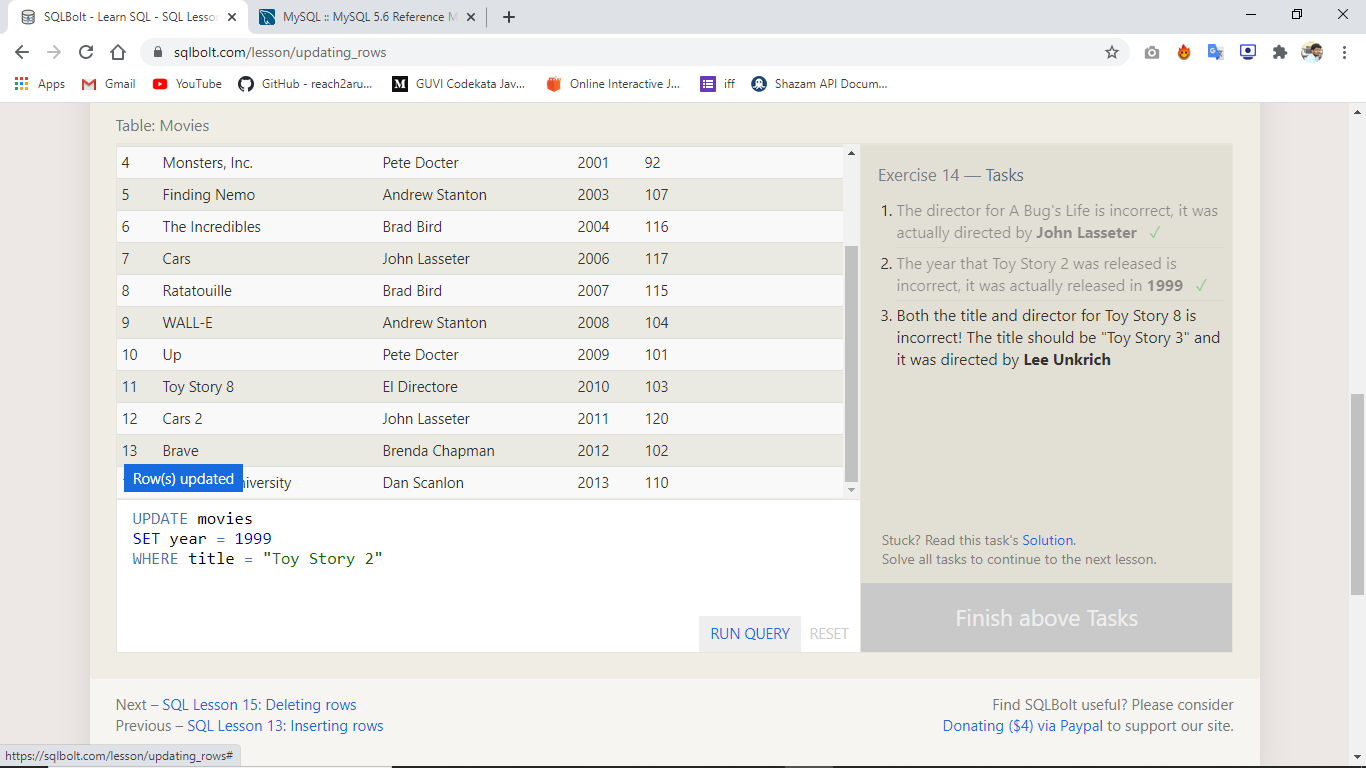 SQLBolt - Learn SQL - SQL Lesson
MySQL :: MySQL 5.6 Reference M
sqlbolt.com/lesson/updating_rows
Apps Gmail YouTube GitHub - reach2aru... GUVI Codekata Jav... Online Interactive J... iff Shazam API Docum...
Table: Movies
4 Monsters, Inc. Pete Docter 2001 92
5 Finding Nemo Andrew Stanton 2003 107
6 The Incredibles Brad Bird 2004 116
7 Cars John Lasseter 2006 117
8 Ratatouille Brad Bird 2007 115
9 WALL-E Andrew Stanton 2008 104
10 Up Pete Docter 2009 101
11 Toy Story 8 El Directore 2010 103
12 Cars 2 John Lasseter 2011 120
13 Brave Brenda Chapman 2012 102
Row(s) updated
iversity Dan Scanlon 2013 110
UPDATE movies
SET year = 1999
WHERE title = "Toy Story 2"
RUN QUERY RESET
Exercise 14 — Tasks
1. The director for A Bug's Life is incorrect, it was
actually directed by John Lasseter ✓
2. The year that Toy Story 2 was released is
incorrect, it was actually released in 1999 ✓
3. Both the title and director for Toy Story 8 is
incorrect! The title should be "Toy Story 3" and
it was directed by Lee Unkrich
Stuck? Read this task's Solution.
Solve all tasks to continue to the next lesson.
Finish above Tasks
Next – SQL Lesson 15: Deleting rows
Previous – SQL Lesson 13: Inserting rows
Find SQLBolt useful? Please consider
Donating ($4) via Paypal to support our site.
https://sqlbolt.com/lesson/updating_rows#